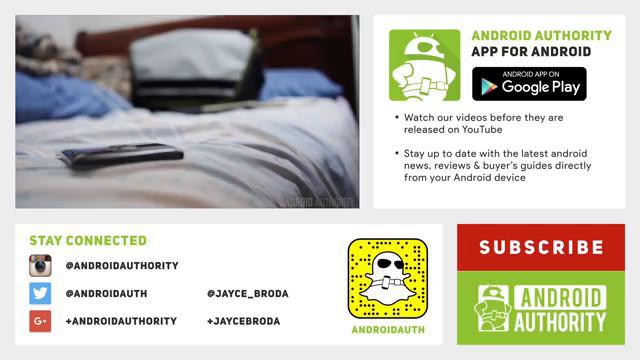 ANDROID AUTHORITY
APP FOR ANDROID
ANDROID APP ON
Google Play
▪ Watch our videos before they are
released on YouTube
▪ Stay up to date with the latest android
news, reviews & buyer's guides directly
from your Android device
ANDROID AUTHORITY
STAY CONNECTED
@ANDROIDAUTHORITY
@ANDROIDAUTH @JAYCE_BRODA
G+ +ANDROIDAUTHORITY +JAYCEBRODA
ANDROIDAUTH
SUBSCRIBE
ANDROID
AUTHORITY